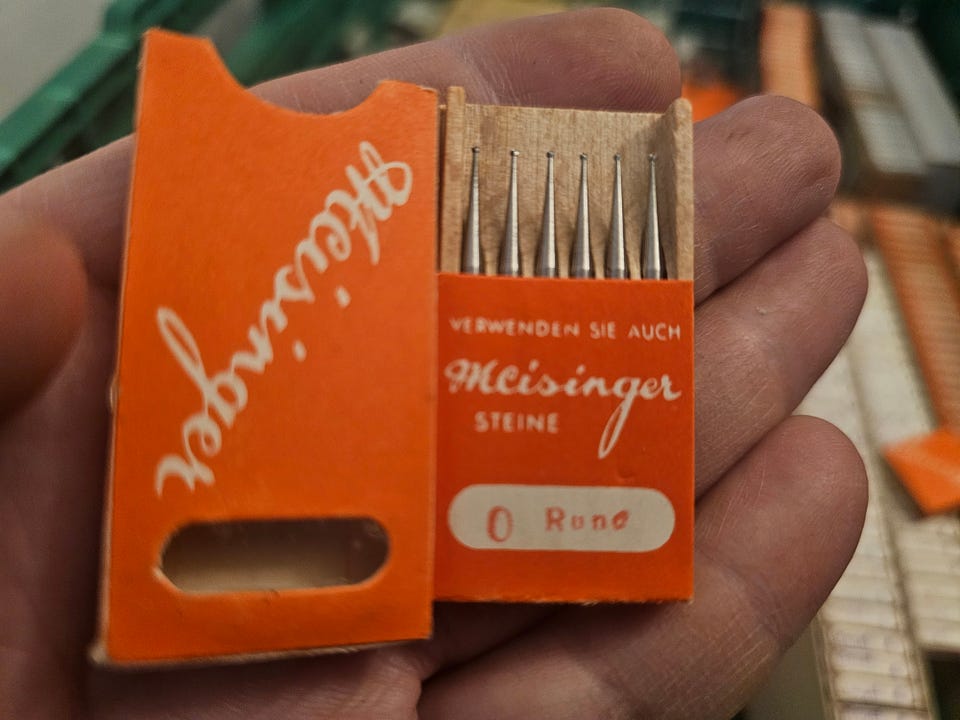 Meisinger
VERWENDEN SIE AUCH
Meisinger
STEINE
0 Rund